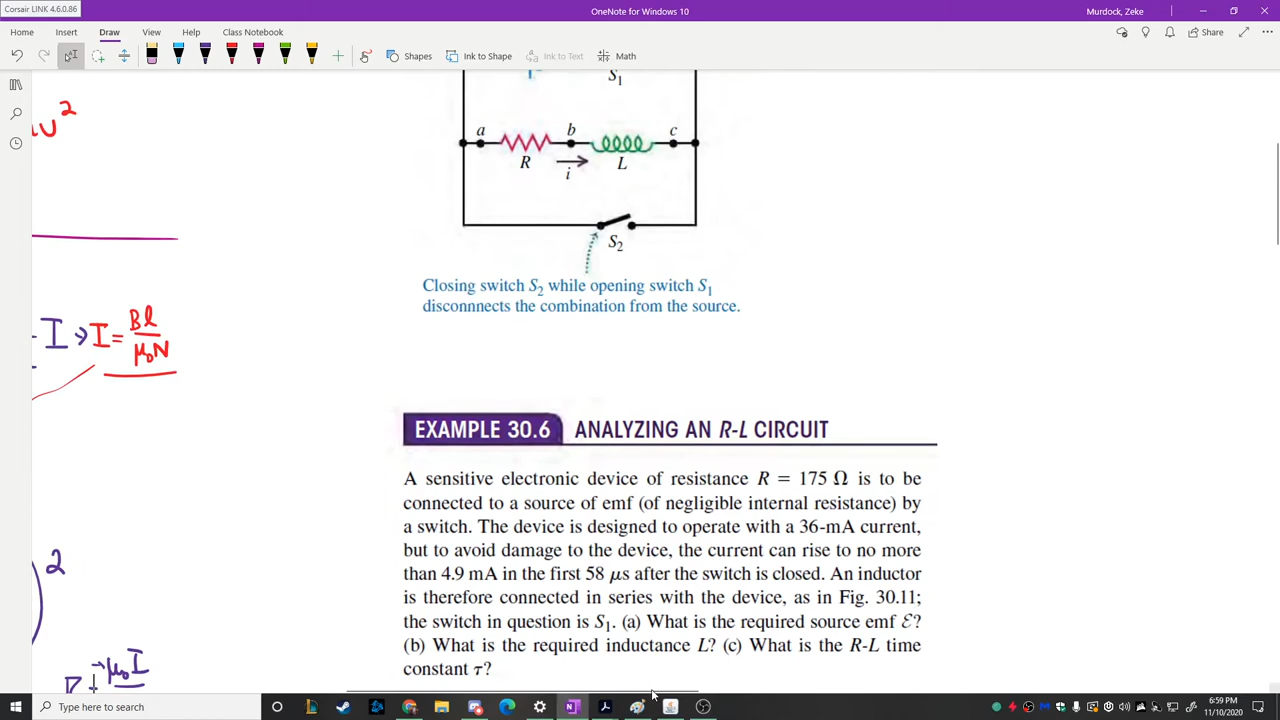 Corsair LINK 4.6.0.86
OneNote for Windows 10
Murdock, Zeke
Home Insert Draw View Help Class Notebook
Share
Shapes Ink to Shape Ink to Text Math
S1
a b c
R i L
S2
Closing switch S2 while opening switch S1
disconnnects the combination from the source.
I → I = Bl / μ0N
EXAMPLE 30.6 ANALYZING AN R-L CIRCUIT
A sensitive electronic device of resistance R = 175 Ω is to be
connected to a source of emf (of negligible internal resistance) by
a switch. The device is designed to operate with a 36-mA current,
but to avoid damage to the device, the current can rise to no more
than 4.9 mA in the first 58 μs after the switch is closed. An inductor
is therefore connected in series with the device, as in Fig. 30.11;
the switch in question is S1. (a) What is the required source emf ℰ?
(b) What is the required inductance L? (c) What is the R-L time
constant τ?
2
μ0I
Type here to search
6:59 PM
11/10/2020